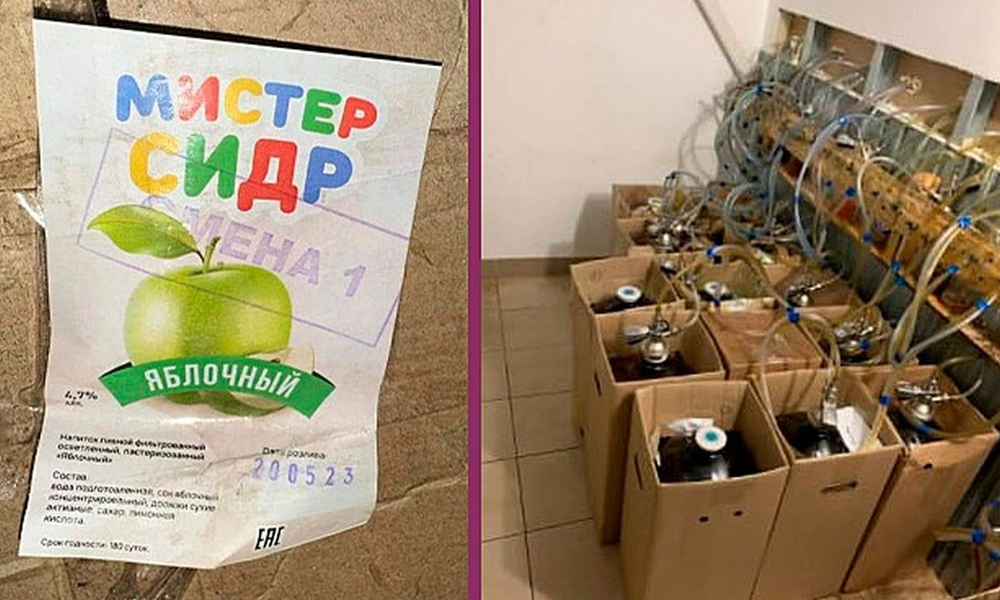 МИСТЕР
СИДР
СМЕНА 1
ЯБЛОЧНЫЙ
4,7%
алк.
Напиток пивной фильтрованный
осветленный, пастеризованный
«Яблочный»
Дата розлива:
200523
Состав:
вода подготовленная, сок яблочный
концентрированный, дрожжи сухие
активные, сахар, лимонная
кислота.
Срок годности: 180 суток.
EAC